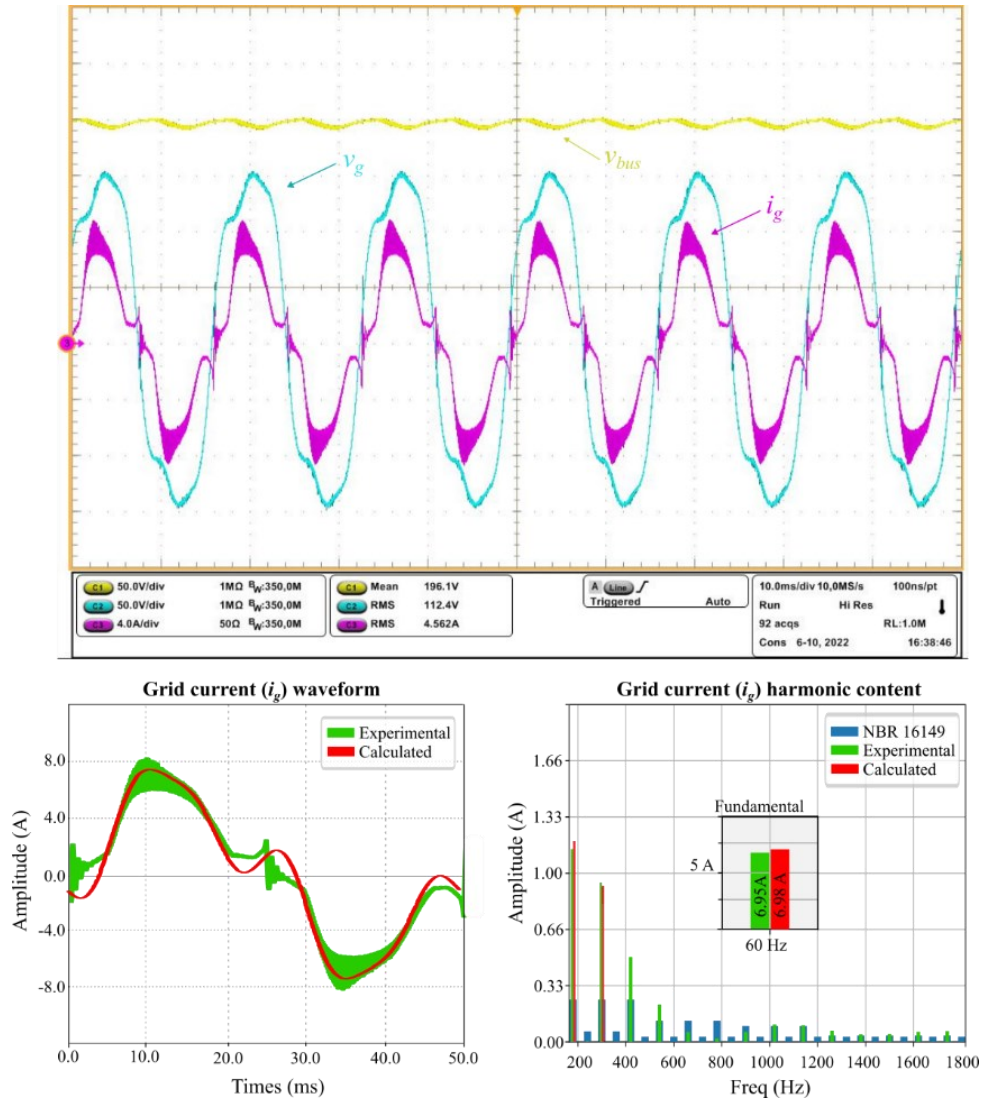 v_g
v_bus
i_g
3
C1 50.0V/div 1MΩ B_W:350,0M
C2 50.0V/div 1MΩ B_W:350,0M
C3 4.0A/div 50Ω B_W:350,0M
C1 Mean 196.1V
C2 RMS 112.4V
C3 RMS 4.562A
A Line
Triggered Auto
10.0ms/div 10,0MS/s 100ns/pt
Run Hi Res
92 acqs RL:1.0M
Cons 6-10, 2022 16:38:46
Grid current (i_g) waveform
Experimental
Calculated
Amplitude (A)
8.0
4.0
0.0
-4.0
-8.0
0.0 10.0 20.0 30.0 40.0 50.0
Times (ms)
Grid current (i_g) harmonic content
NBR 16149
Experimental
Calculated
Amplitude (A)
1.66
1.33
1.00
0.66
0.33
0.00
Fundamental
5 A
6.95A
6.98 A
60 Hz
200 400 600 800 1000 1200 1400 1600 1800
Freq (Hz)